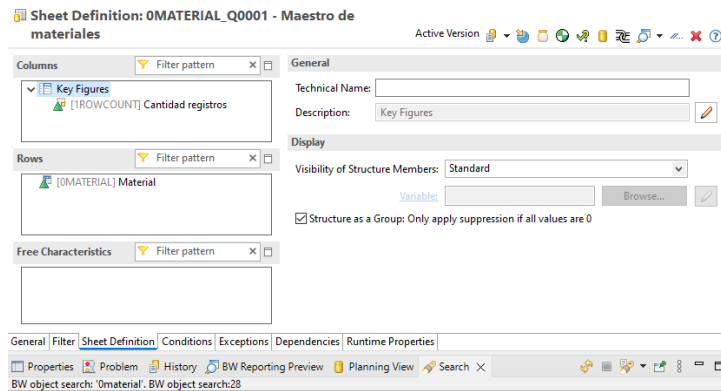 Sheet Definition: 0MATERIAL_Q0001 - Maestro de
materiales
Active Version
Columns
Filter pattern
Key Figures
[1ROWCOUNT] Cantidad registros
Rows
Filter pattern
[0MATERIAL] Material
Free Characteristics
Filter pattern
General
Technical Name:
Description: Key Figures
Display
Visibility of Structure Members: Standard
Variable: Browse...
Structure as a Group: Only apply suppression if all values are 0
General Filter Sheet Definition Conditions Exceptions Dependencies Runtime Properties
Properties Problem History BW Reporting Preview Planning View Search
BW object search: '0material'. BW object search:28